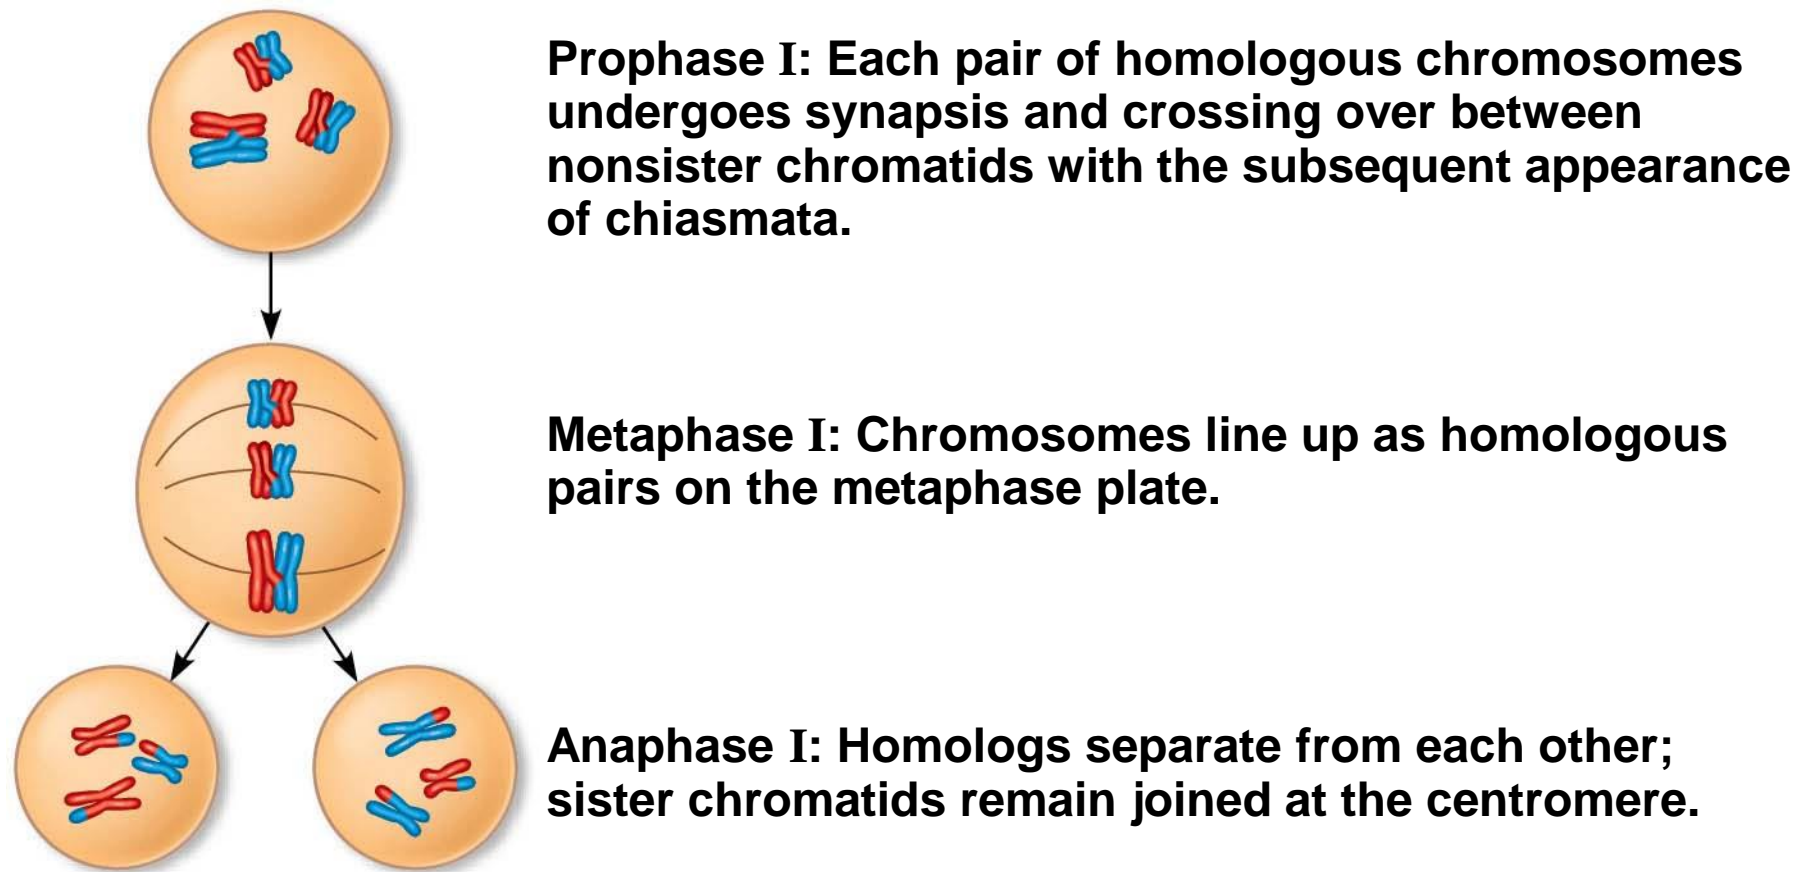 Prophase I: Each pair of homologous chromosomes
undergoes synapsis and crossing over between
nonsister chromatids with the subsequent appearance
of chiasmata.
Metaphase I: Chromosomes line up as homologous
pairs on the metaphase plate.
Anaphase I: Homologs separate from each other;
sister chromatids remain joined at the centromere.